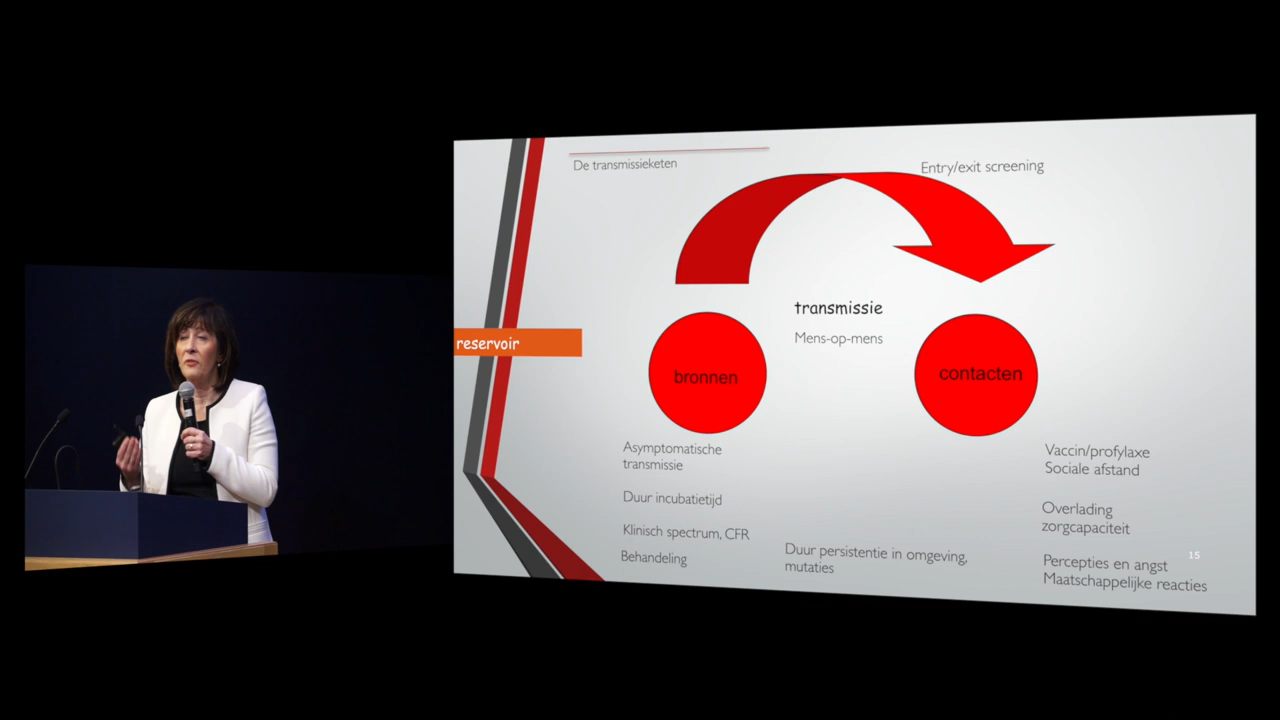 De transmissieketen
Entry/exit screening
transmissie
Mens-op-mens
reservoir
bronnen
contacten
Asymptomatische
transmissie
Duur incubatietijd
Klinisch spectrum, CFR
Behandeling
Duur persistentie in omgeving,
mutaties
Vaccin/profylaxe
Sociale afstand
Overlading
zorgcapaciteit
15
Percepties en angst
Maatschappelijke reacties